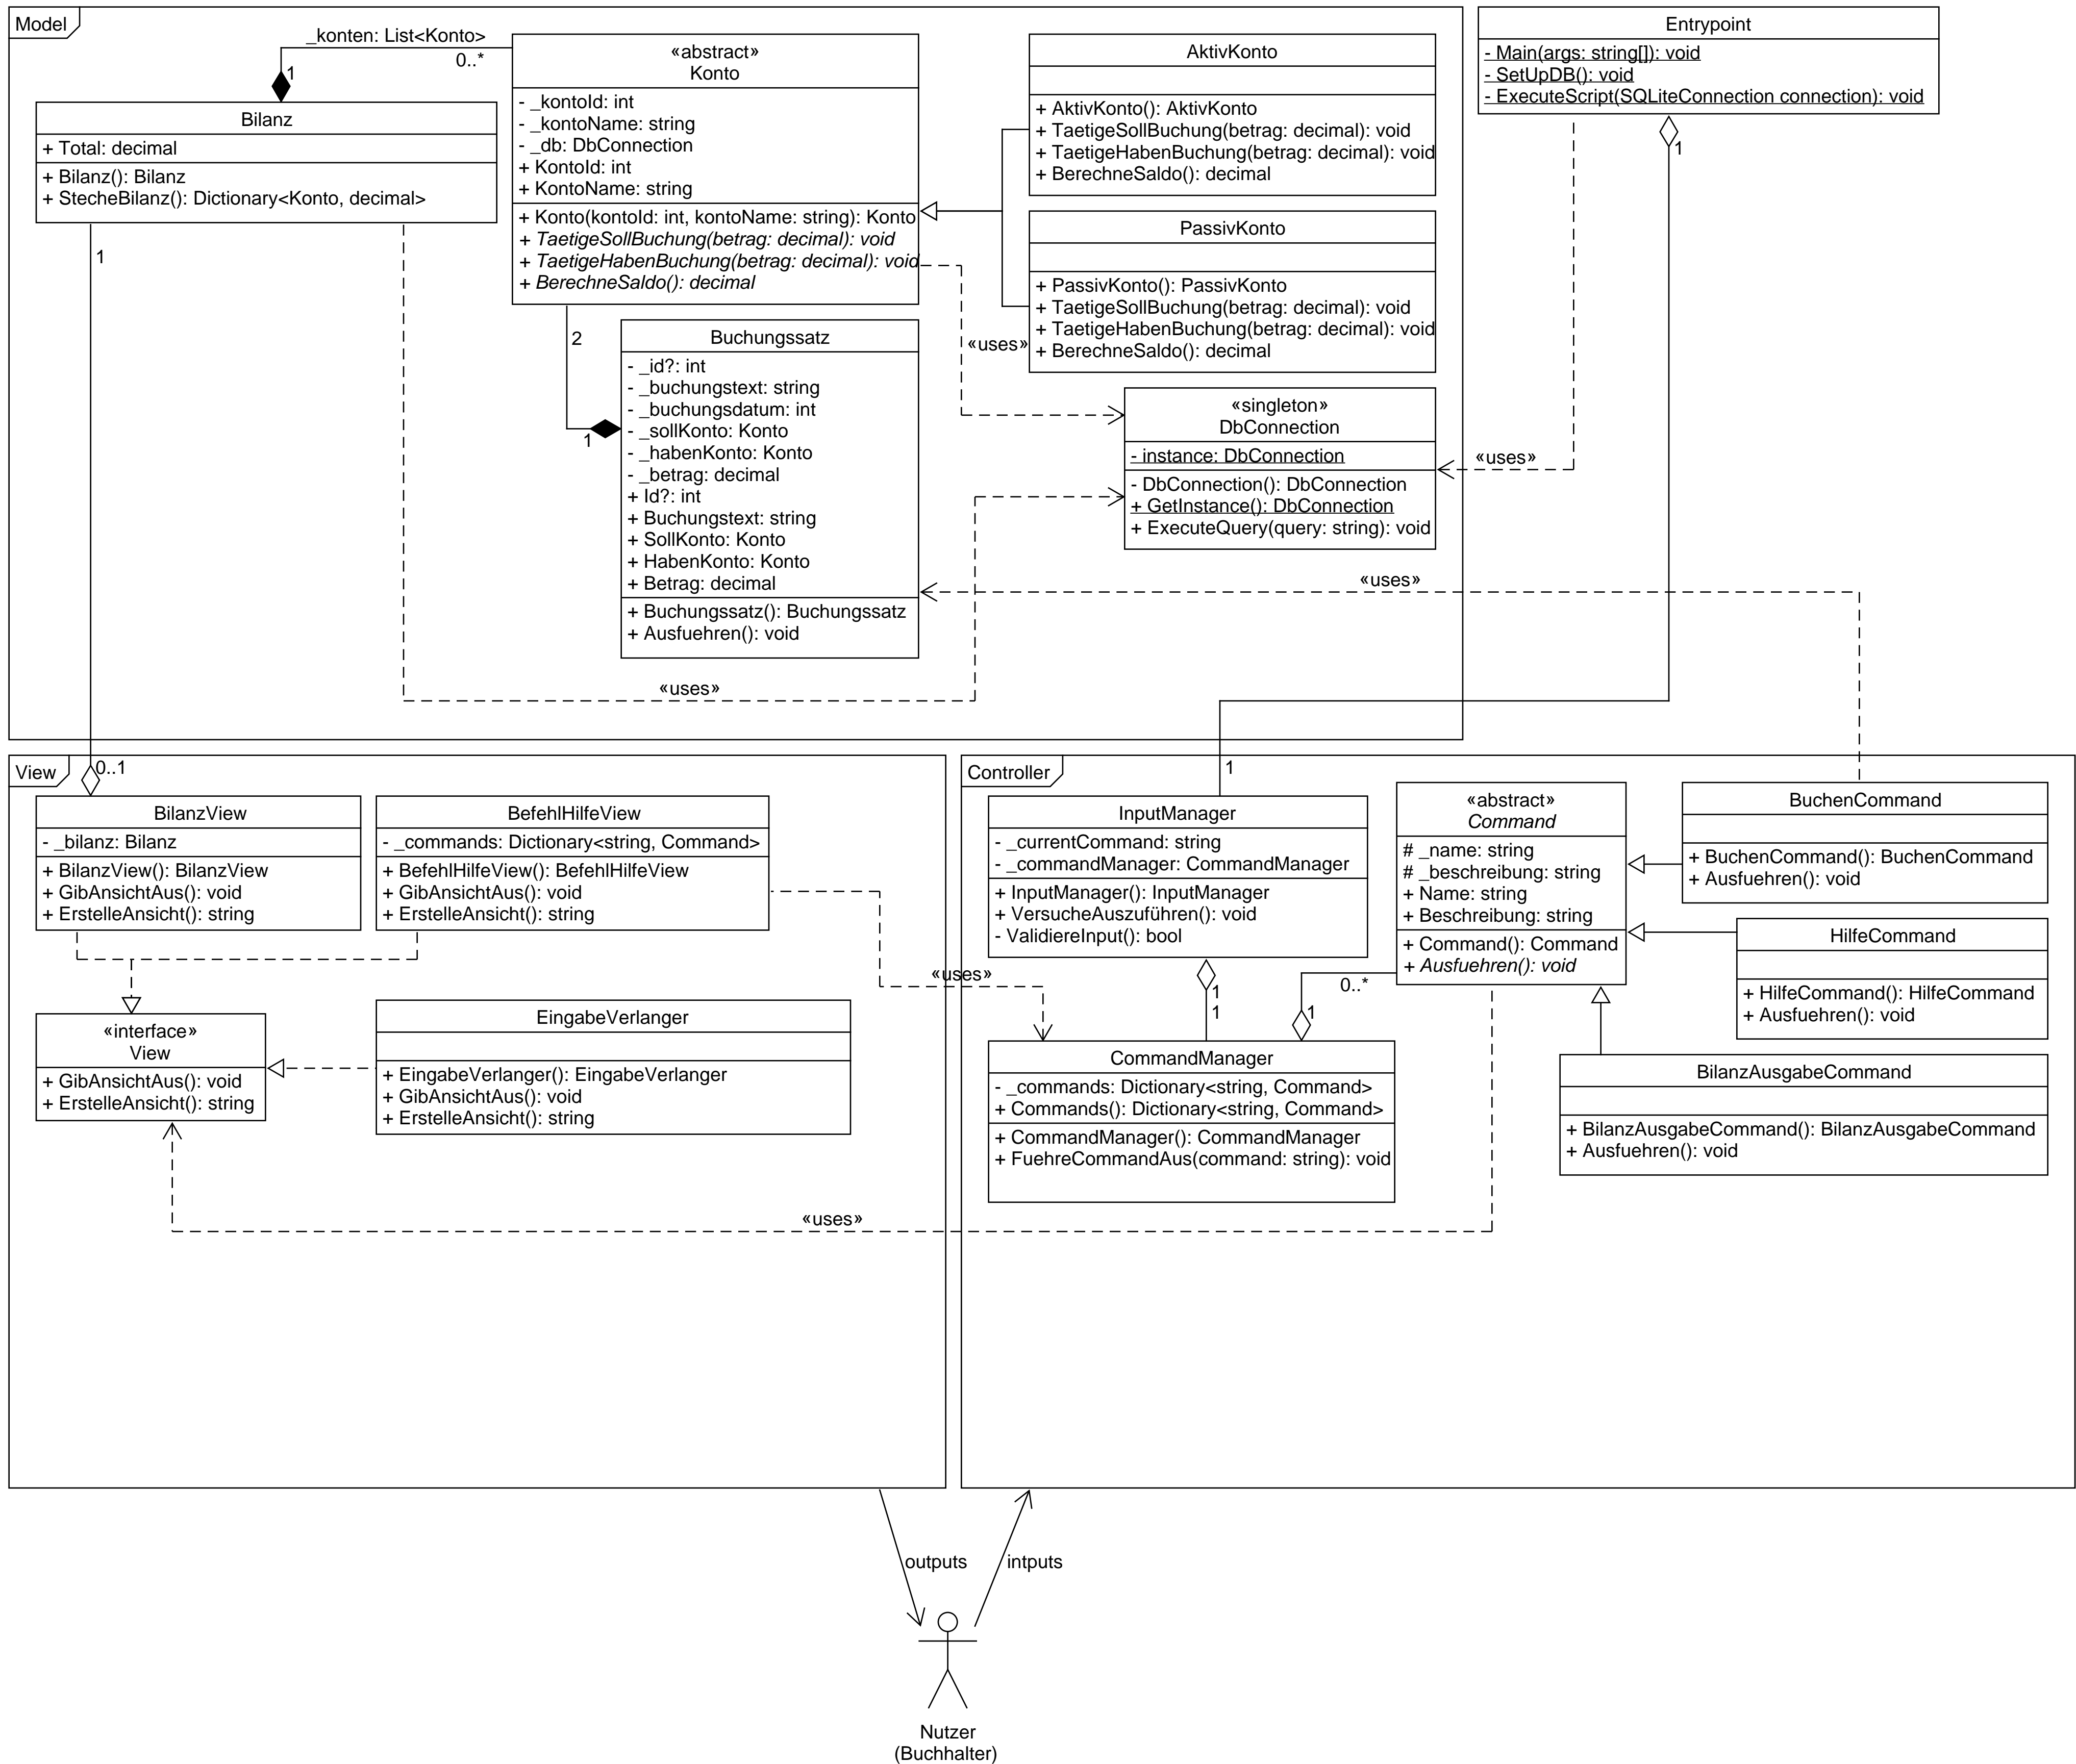 Model
_konten: List<Konto>
0..*
1
Bilanz
+ Total: decimal
+ Bilanz(): Bilanz
+ StecheBilanz(): Dictionary<Konto, decimal>
1
«abstract»
Konto
- _kontoId: int
- _kontoName: string
- _db: DbConnection
+ KontoId: int
+ KontoName: string
+ Konto(kontoId: int, kontoName: string): Konto
+ TaetigeSollBuchung(betrag: decimal): void
+ TaetigeHabenBuchung(betrag: decimal): void
+ BerechneSaldo(): decimal
2
1
«uses»
AktivKonto
+ AktivKonto(): AktivKonto
+ TaetigeSollBuchung(betrag: decimal): void
+ TaetigeHabenBuchung(betrag: decimal): void
+ BerechneSaldo(): decimal
PassivKonto
+ PassivKonto(): PassivKonto
+ TaetigeSollBuchung(betrag: decimal): void
+ TaetigeHabenBuchung(betrag: decimal): void
+ BerechneSaldo(): decimal
Entrypoint
- Main(args: string[]): void
- SetUpDB(): void
- ExecuteScript(SQLiteConnection connection): void
1
«uses»
Buchungssatz
- _id?: int
- _buchungstext: string
- _buchungsdatum: int
- _sollKonto: Konto
- _habenKonto: Konto
- _betrag: decimal
+ Id?: int
+ Buchungstext: string
+ SollKonto: Konto
+ HabenKonto: Konto
+ Betrag: decimal
+ Buchungssatz(): Buchungssatz
+ Ausfuehren(): void
«singleton»
DbConnection
- instance: DbConnection
- DbConnection(): DbConnection
+ GetInstance(): DbConnection
+ ExecuteQuery(query: string): void
«uses»
«uses»
View
0..1
BilanzView
- _bilanz: Bilanz
+ BilanzView(): BilanzView
+ GibAnsichtAus(): void
+ ErstelleAnsicht(): string
BefehlHilfeView
- _commands: Dictionary<string, Command>
+ BefehlHilfeView(): BefehlHilfeView
+ GibAnsichtAus(): void
+ ErstelleAnsicht(): string
«interface»
View
+ GibAnsichtAus(): void
+ ErstelleAnsicht(): string
EingabeVerlanger
+ EingabeVerlanger(): EingabeVerlanger
+ GibAnsichtAus(): void
+ ErstelleAnsicht(): string
«uses»
Controller
1
InputManager
- _currentCommand: string
- _commandManager: CommandManager
+ InputManager(): InputManager
+ VersucheAuszuführen(): void
- ValidiereInput(): bool
1
1
0..*
1
CommandManager
- _commands: Dictionary<string, Command>
+ Commands(): Dictionary<string, Command>
+ CommandManager(): CommandManager
+ FuehreCommandAus(command: string): void
«abstract»
Command
# _name: string
# _beschreibung: string
+ Name: string
+ Beschreibung: string
+ Command(): Command
+ Ausfuehren(): void
BuchenCommand
+ BuchenCommand(): BuchenCommand
+ Ausfuehren(): void
HilfeCommand
+ HilfeCommand(): HilfeCommand
+ Ausfuehren(): void
BilanzAusgabeCommand
+ BilanzAusgabeCommand(): BilanzAusgabeCommand
+ Ausfuehren(): void
«uses»
outputs
intputs
Nutzer
(Buchhalter)